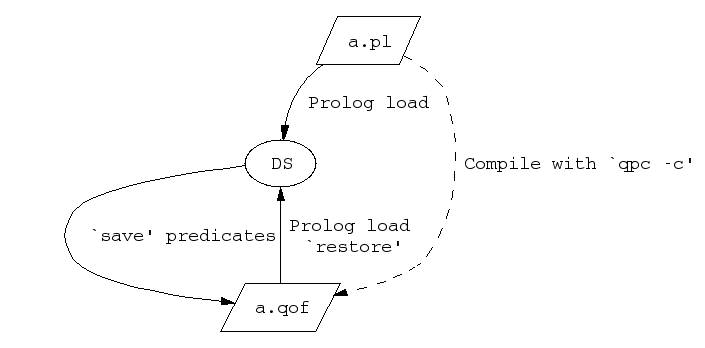 a.pl
Prolog load
DS
Compile with `qpc -c'
Prolog load
`save' predicates
`restore'
a.qof